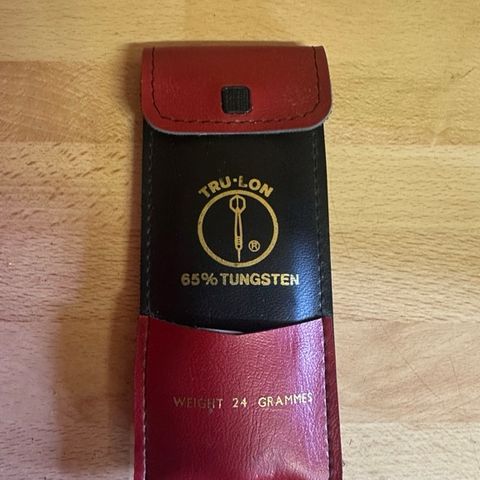 TRU-LON
®
65% TUNGSTEN
WEIGHT 24 GRAMMES